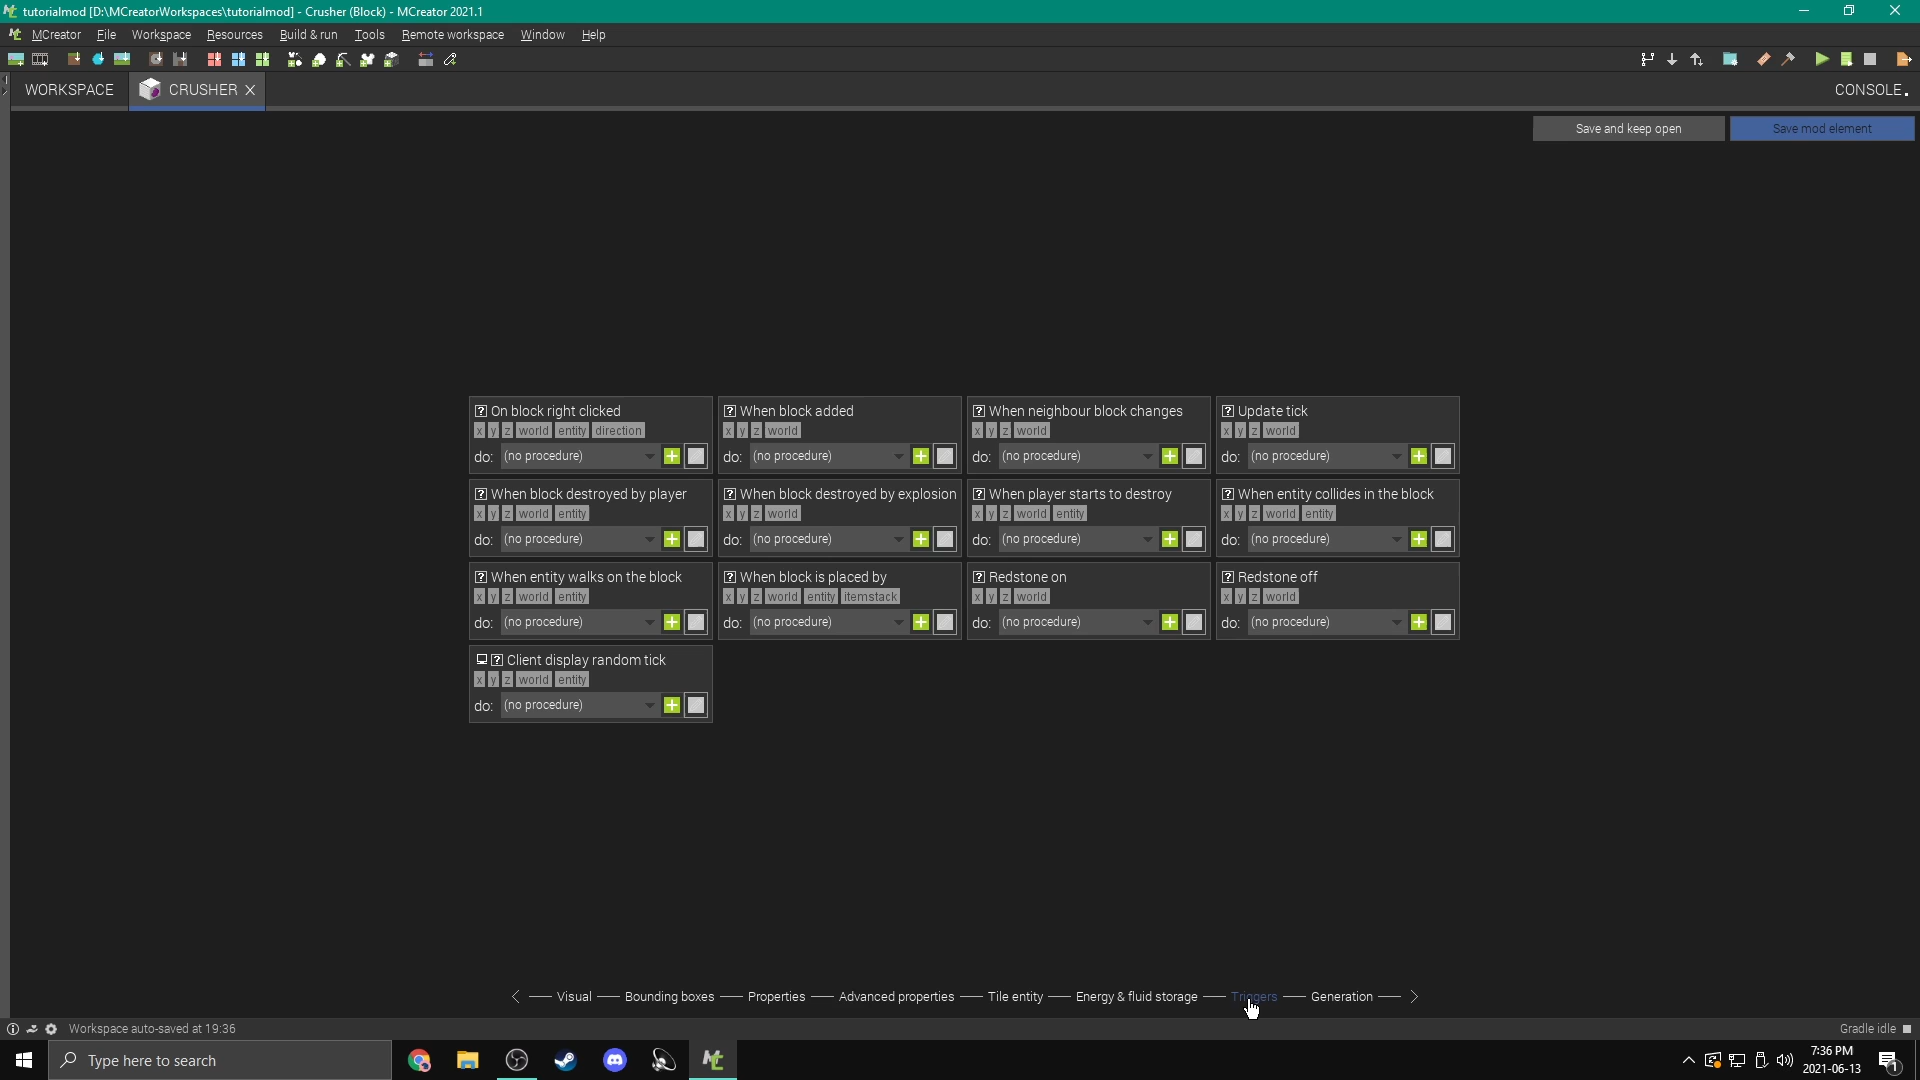 tutorialmod [D:\MCreatorWorkspaces\tutorialmod] - Crusher (Block) - MCreator 2021.1
MCreator File Workspace Resources Build & run Tools Remote workspace Window Help
WORKSPACE CRUSHER CONSOLE
Save and keep open Save mod element
On block right clicked When block added When neighbour block changes Update tick
x y z world entity direction x y z world x y z world x y z world
do: (no procedure) do: (no procedure) do: (no procedure) do: (no procedure)
When block destroyed by player When block destroyed by explosion When player starts to destroy When entity collides in the block
x y z world entity x y z world x y z world entity x y z world entity
do: (no procedure) do: (no procedure) do: (no procedure) do: (no procedure)
When entity walks on the block When block is placed by Redstone on Redstone off
x y z world entity x y z world entity itemstack x y z world x y z world
do: (no procedure) do: (no procedure) do: (no procedure) do: (no procedure)
Client display random tick
x y z world entity
do: (no procedure)
Visual Bounding boxes Properties Advanced properties Tile entity Energy & fluid storage Triggers Generation
Workspace auto-saved at 19:36 Gradle idle
Type here to search
7:36 PM
2021-06-13
1